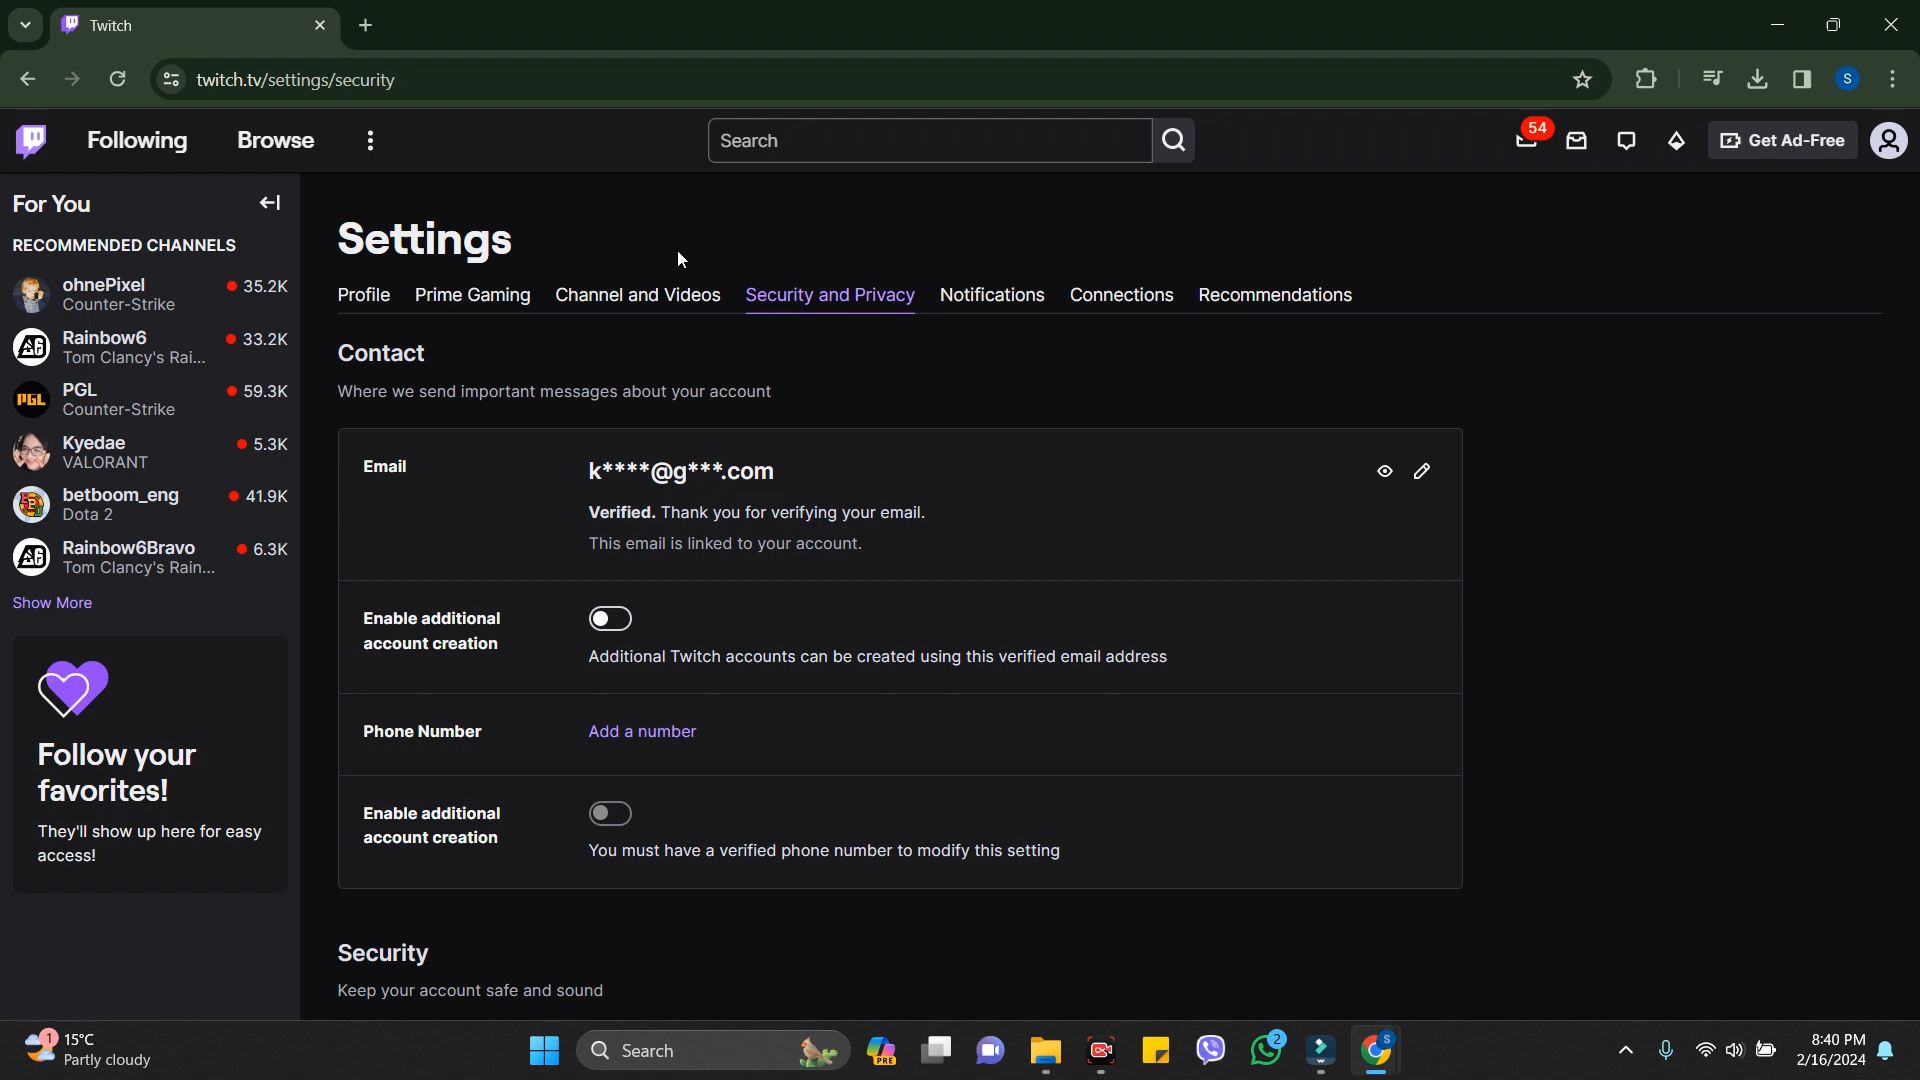 Twitch
twitch.tv/settings/security
S
Following
Browse
Search
54
Get Ad-Free
For You
RECOMMENDED CHANNELS
ohnePixel
35.2K
Counter-Strike
Rainbow6
33.2K
Tom Clancy's Rai...
PGL
PGL
59.3K
Counter-Strike
Kyedae
5.3K
VALORANT
betboom_eng
41.9K
Dota 2
Rainbow6Bravo
6.3K
Tom Clancy's Rain...
Show More
Follow your
favorites!
They'll show up here for easy
access!
Settings
Profile
Prime Gaming
Channel and Videos
Security and Privacy
Notifications
Connections
Recommendations
Contact
Where we send important messages about your account
Email
k****@g***.com
Verified. Thank you for verifying your email.
This email is linked to your account.
Enable additional
account creation
Additional Twitch accounts can be created using this verified email address
Phone Number
Add a number
Enable additional
account creation
You must have a verified phone number to modify this setting
Security
Keep your account safe and sound
1
15°C
Partly cloudy
Search
PRE
2
S
8:40 PM
2/16/2024